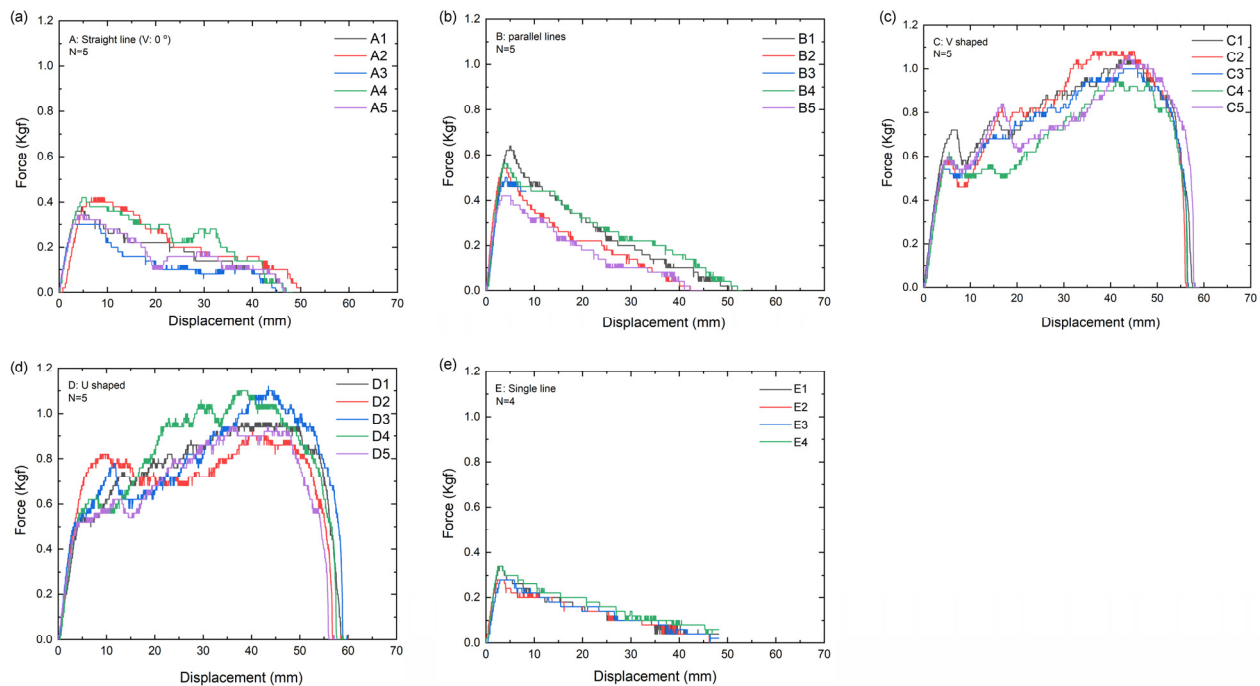 (a)
A: Straight line (V: 0 º)
N=5
A1
A2
A3
A4
A5
Force (Kgf)
1.2
1.0
0.8
0.6
0.4
0.2
0.0
0 10 20 30 40 50 60 70
Displacement (mm)
(b)
B: parallel lines
N=5
B1
B2
B3
B4
B5
Force (Kgf)
1.2
1.0
0.8
0.6
0.4
0.2
0.0
0 10 20 30 40 50 60 70
Displacement (mm)
(c)
C: V shaped
N=5
C1
C2
C3
C4
C5
Force (Kgf)
1.2
1.0
0.8
0.6
0.4
0.2
0.0
0 10 20 30 40 50 60 70
Displacement (mm)
(d)
D: U shaped
N=5
D1
D2
D3
D4
D5
Force (Kgf)
1.2
1.0
0.8
0.6
0.4
0.2
0.0
0 10 20 30 40 50 60 70
Displacement (mm)
(e)
E: Single line
N=4
E1
E2
E3
E4
Force (Kgf)
1.2
1.0
0.8
0.6
0.4
0.2
0.0
0 10 20 30 40 50 60 70
Displacement (mm)